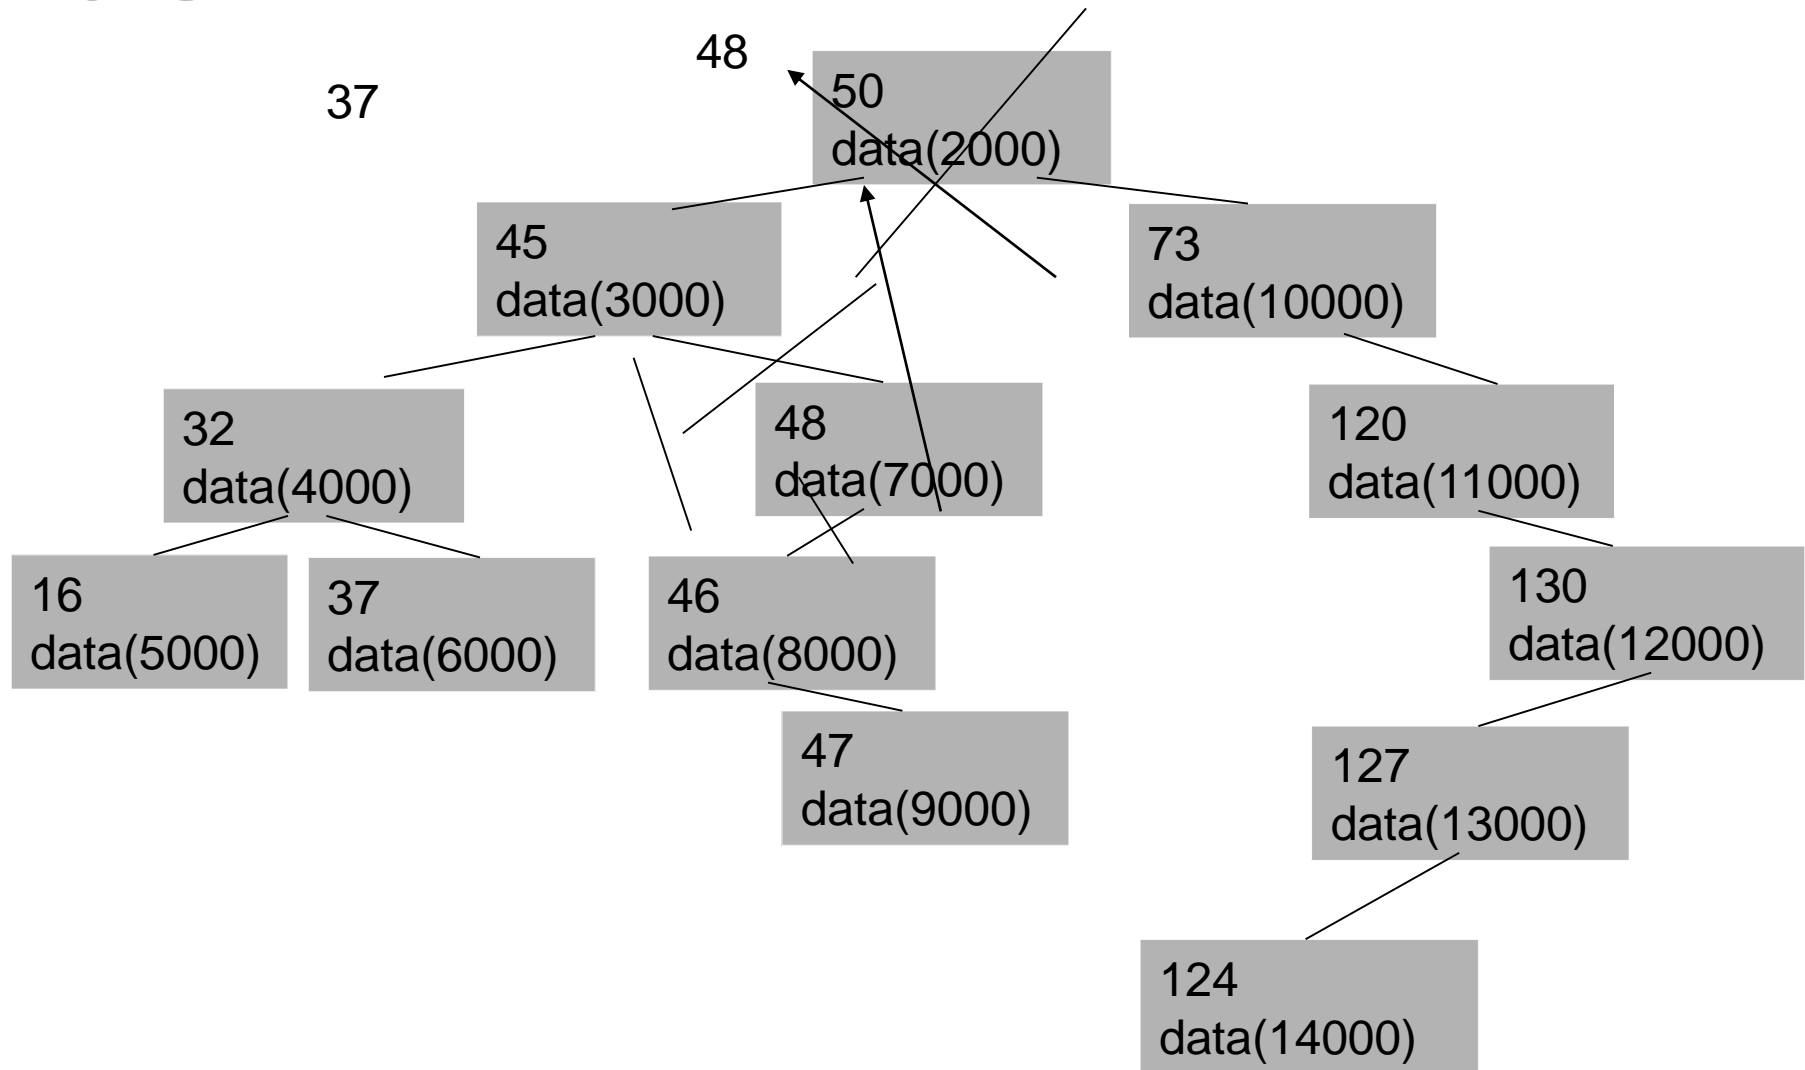 48
37
50
data(2000)
45
data(3000)
73
data(10000)
32
data(4000)
48
data(7000)
120
data(11000)
16
data(5000)
37
data(6000)
46
data(8000)
130
data(12000)
47
data(9000)
127
data(13000)
124
data(14000)